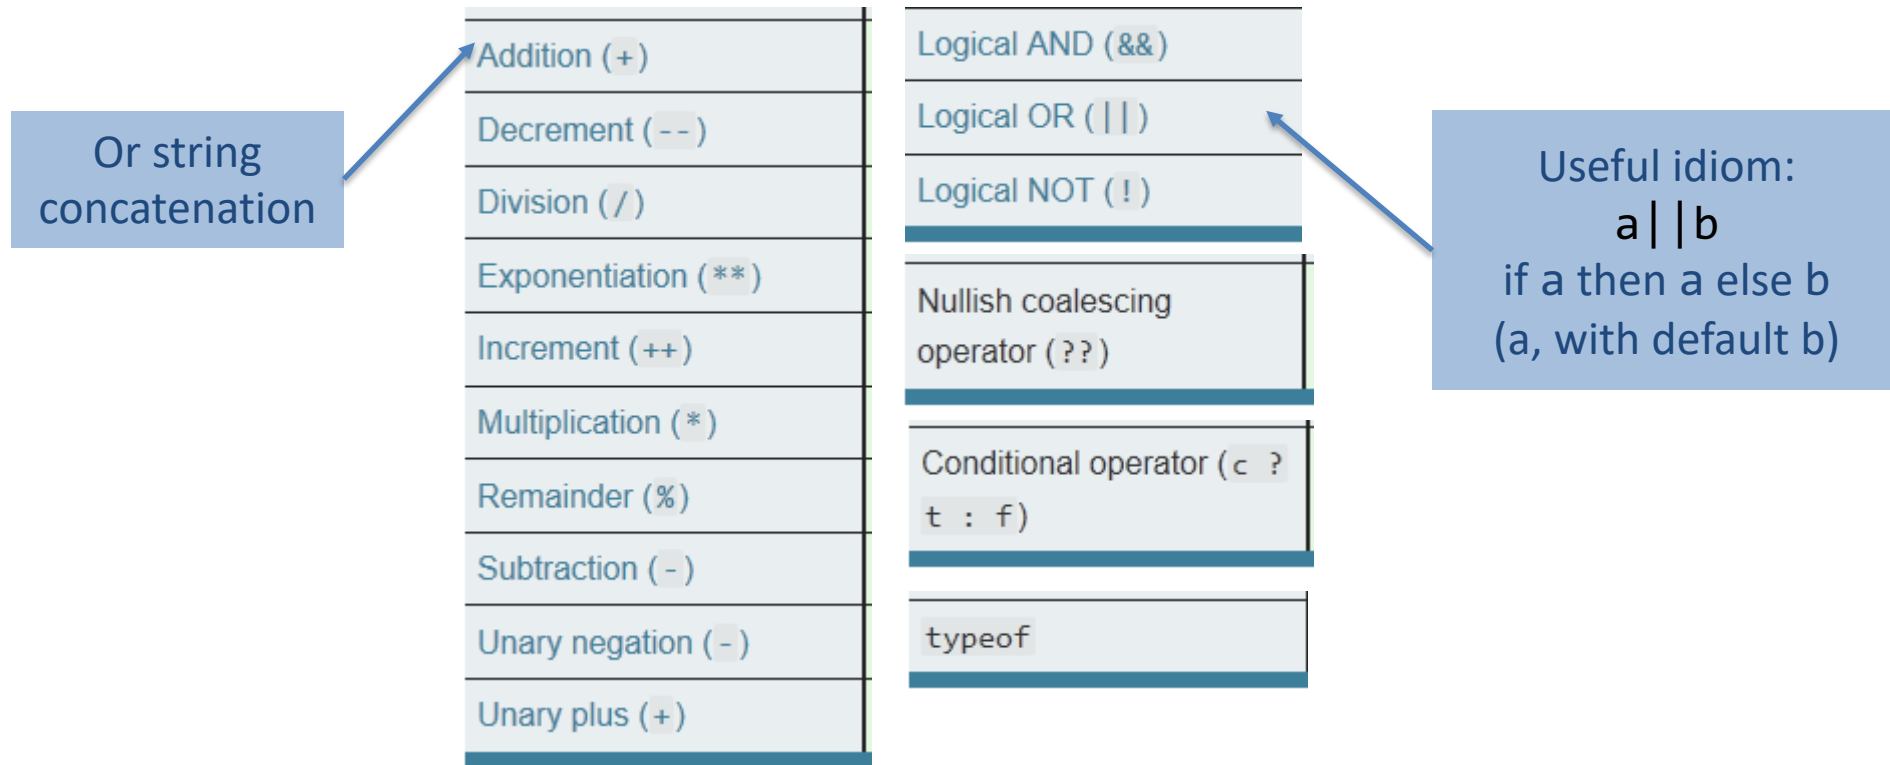 Or string
concatenation
Addition (+)
Decrement (--)
Division (/)
Exponentiation (**)
Increment (++)
Multiplication (*)
Remainder (%)
Subtraction (-)
Unary negation (-)
Unary plus (+)
Logical AND (&&)
Logical OR (||)
Logical NOT (!)
Nullish coalescing
operator (??)
Conditional operator (c ?
t : f)
typeof
Useful idiom:
a||b
if a then a else b
(a, with default b)